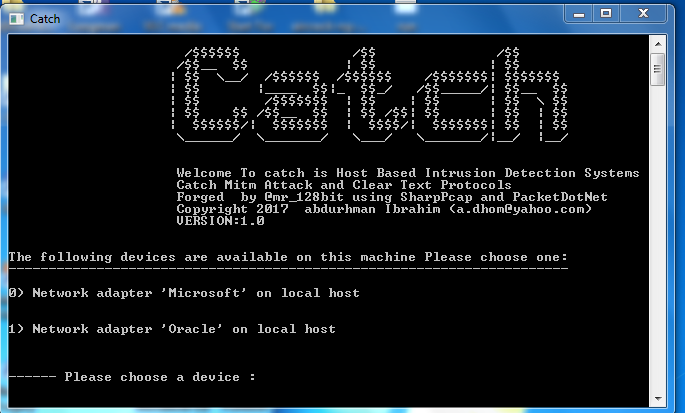 Catch
Catch
Welcome To catch is Host Based Intrusion Detection Systems
Catch Mitm Attack and Clear Text Protocols
Forged  by @mr_128bit using SharpPcap and PacketDotNet
Copyright 2017  abdurhman Ibrahim (a.dhom@yahoo.com)
VERSION:1.0
The following devices are available on this machine Please choose one:
----------------------------------------------------------------------
0) Network adapter 'Microsoft' on local host
1) Network adapter 'Oracle' on local host
------ Please choose a device :